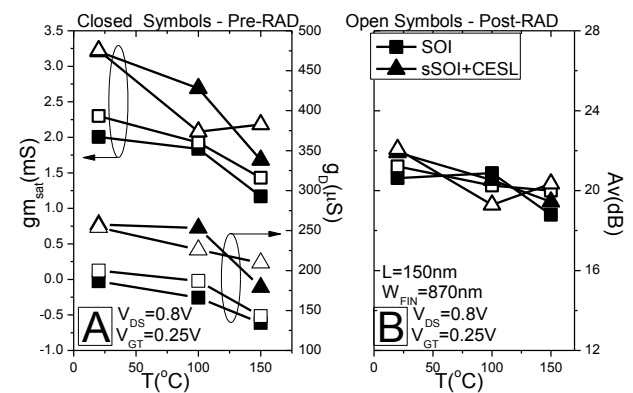 Closed Symbols - Pre-RAD
Open Symbols - Post-RAD
3.5
3.0
2.5
2.0
1.5
1.0
0.5
0.0
-0.5
-1.0
gm_sat(mS)
500
450
400
350
300
250
200
150
100
g_D(μS)
A
V_DS=0.8V
V_GT=0.25V
0 50 100 150
T(°C)
SOI
sSOI+CESL
28
24
20
16
12
Av(dB)
L=150nm
W_FIN=870nm
B
V_DS=0.8V
V_GT=0.25V
0 50 100 150
T(°C)